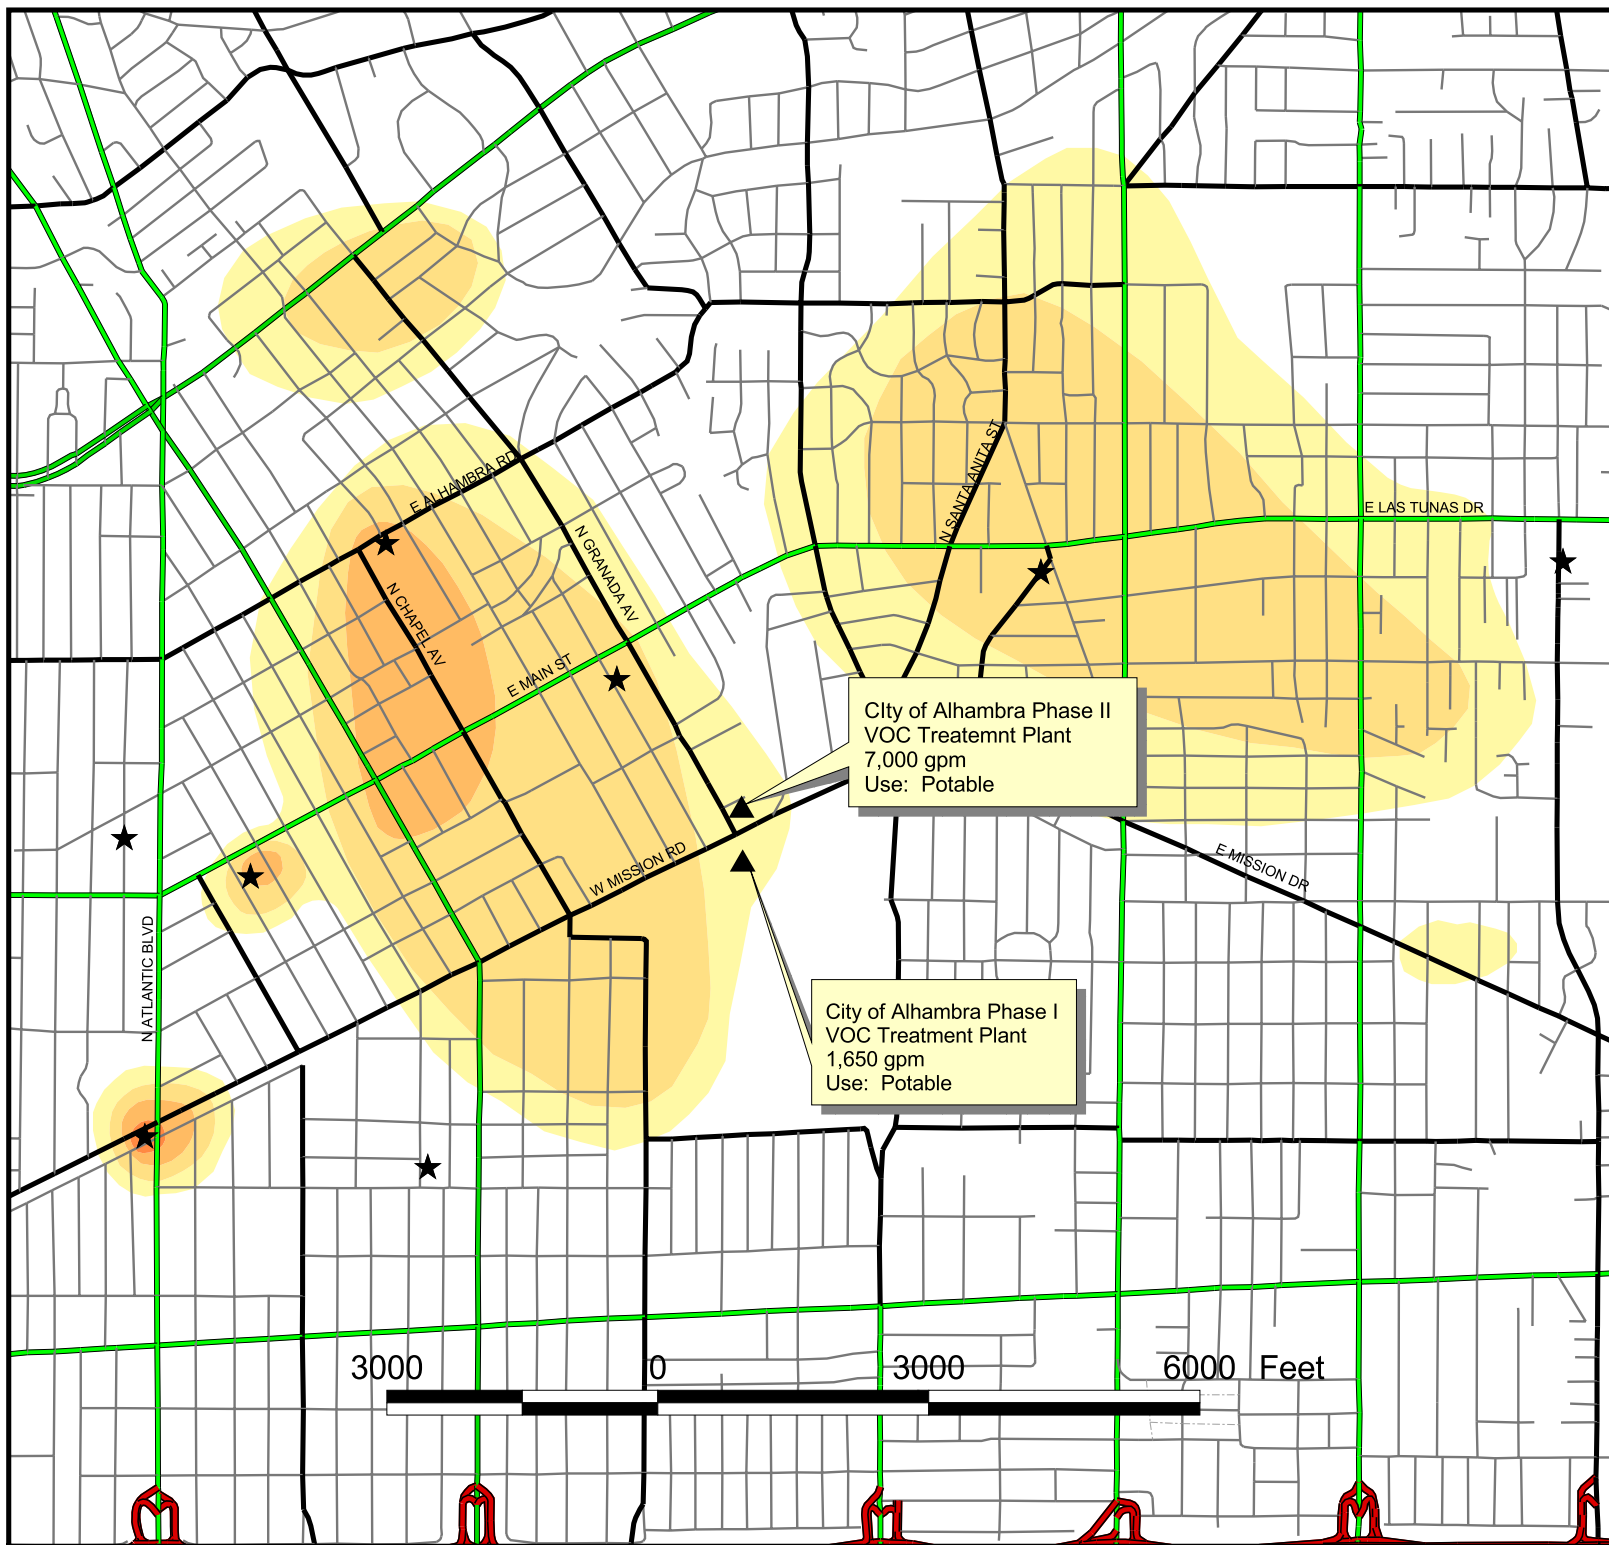 E ALHAMBRA RD
N GRANADA AV
N SANTA ANITA ST
E LAS TUNAS DR
N CHAPEL AV
E MAIN ST
CIty of Alhambra Phase II
VOC Treatemnt Plant
7,000 gpm
Use:  Potable
W MISSION RD
E MISSION DR
N ATLANTIC BLVD
City of Alhambra Phase I
VOC Treatment Plant
1,650 gpm
Use:  Potable
3000 0 3000 6000 Feet